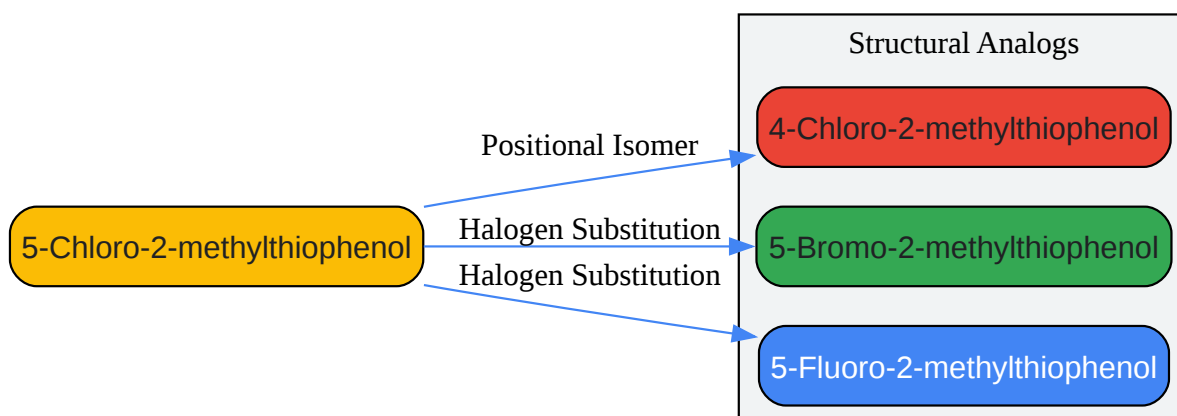 Structural Analogs
4-Chloro-2-methylthiophenol
Positional Isomer
5-Chloro-2-methylthiophenol
Halogen Substitution
5-Bromo-2-methylthiophenol
Halogen Substitution
5-Fluoro-2-methylthiophenol